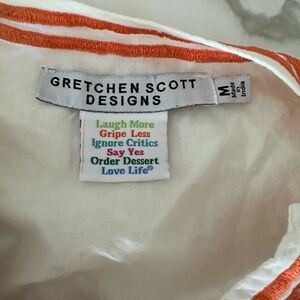 GRETCHEN SCOTT
DESIGNS
M
Made
in
India
Laugh More
Gripe Less
Ignore Critics
Say Yes
Order Dessert
Love Life®